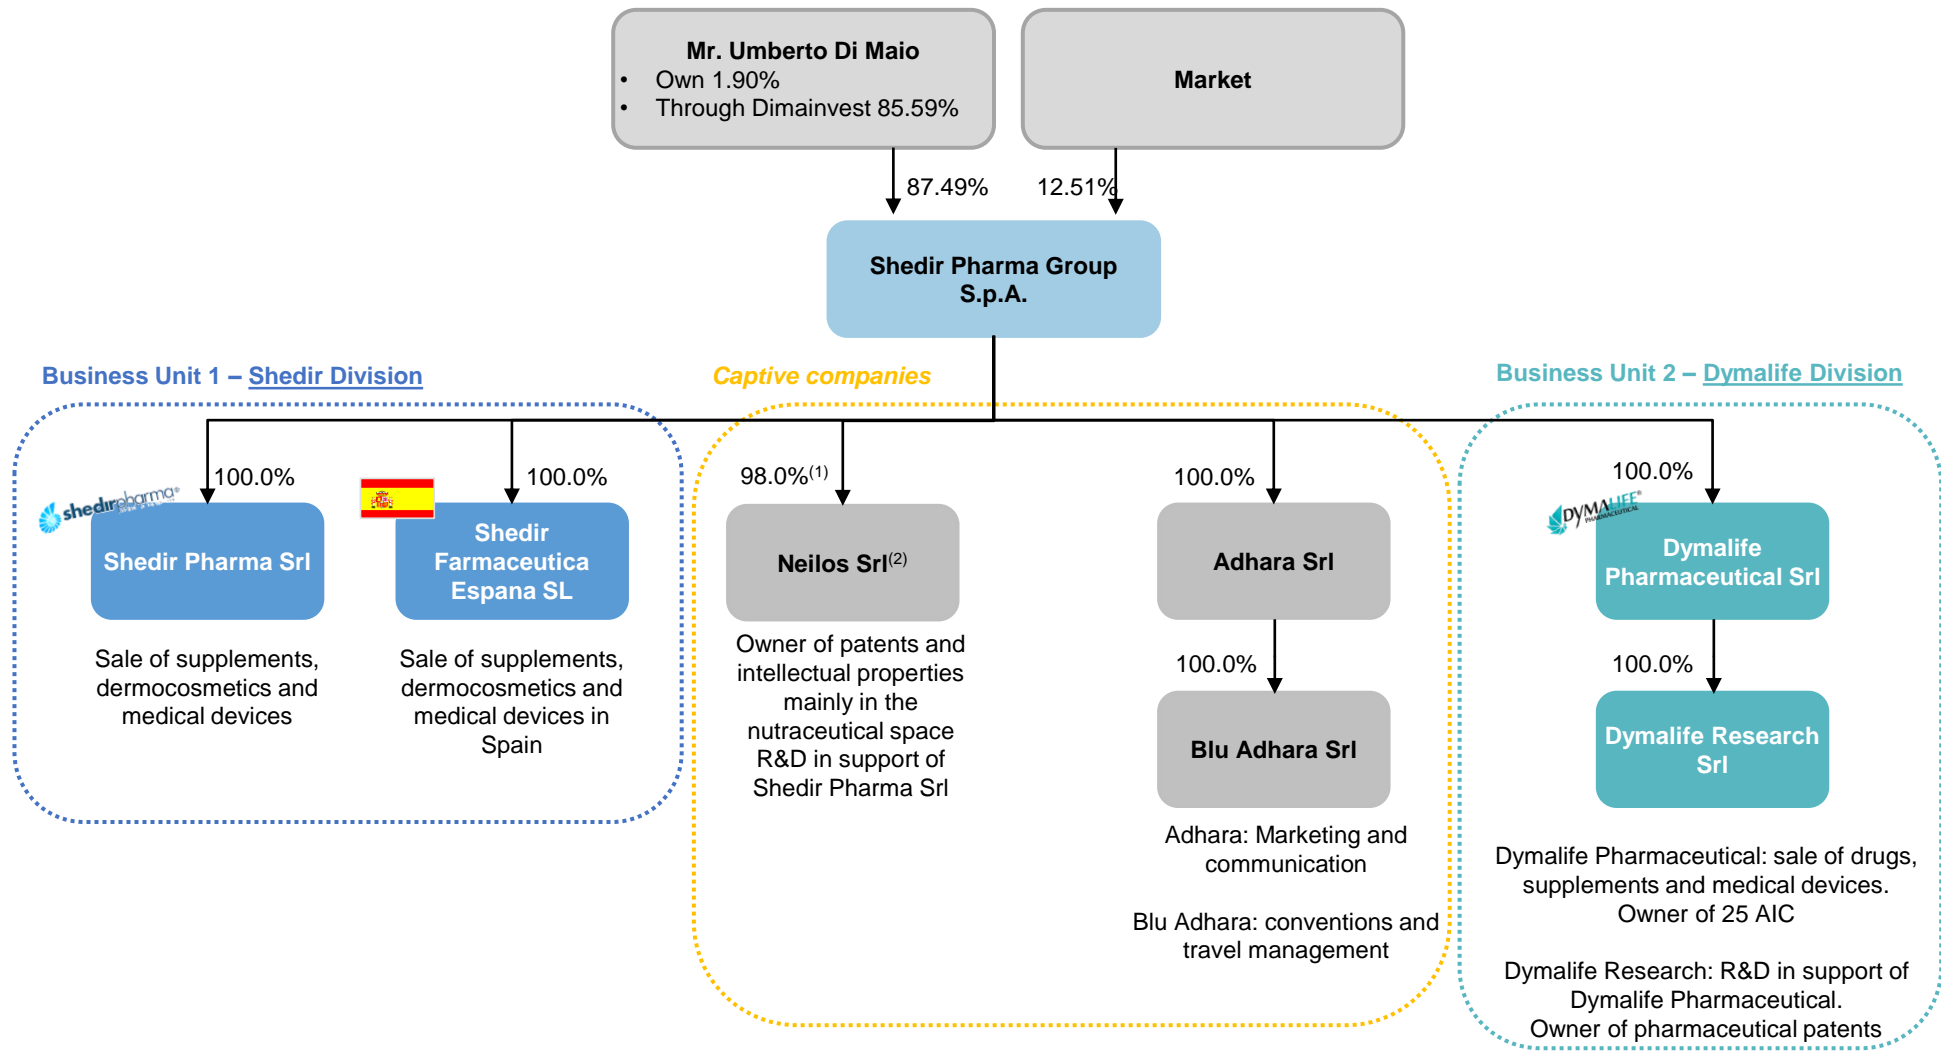 Mr. Umberto Di Maio
• Own 1.90%
• Through Dimainvest 85.59%
Market
87.49%
12.51%
Shedir Pharma Group
S.p.A.
Business Unit 1 – Shedir Division
Captive companies
Business Unit 2 – Dymalife Division
100.0%
100.0%
98.0%(1)
100.0%
100.0%
shedirpharma®
DYMALIFE®
PHARMACEUTICAL
Shedir Pharma Srl
Shedir
Farmaceutica
Espana SL
Neilos Srl(2)
Adhara Srl
Dymalife
Pharmaceutical Srl
Sale of supplements,
dermocosmetics and
medical devices
Sale of supplements,
dermocosmetics and
medical devices in
Spain
Owner of patents and
intellectual properties
mainly in the
nutraceutical space
R&D in support of
Shedir Pharma Srl
100.0%
100.0%
Blu Adhara Srl
Dymalife Research
Srl
Adhara: Marketing and
communication
Blu Adhara: conventions and
travel management
Dymalife Pharmaceutical: sale of drugs,
supplements and medical devices.
Owner of 25 AIC
Dymalife Research: R&D in support of
Dymalife Pharmaceutical.
Owner of pharmaceutical patents